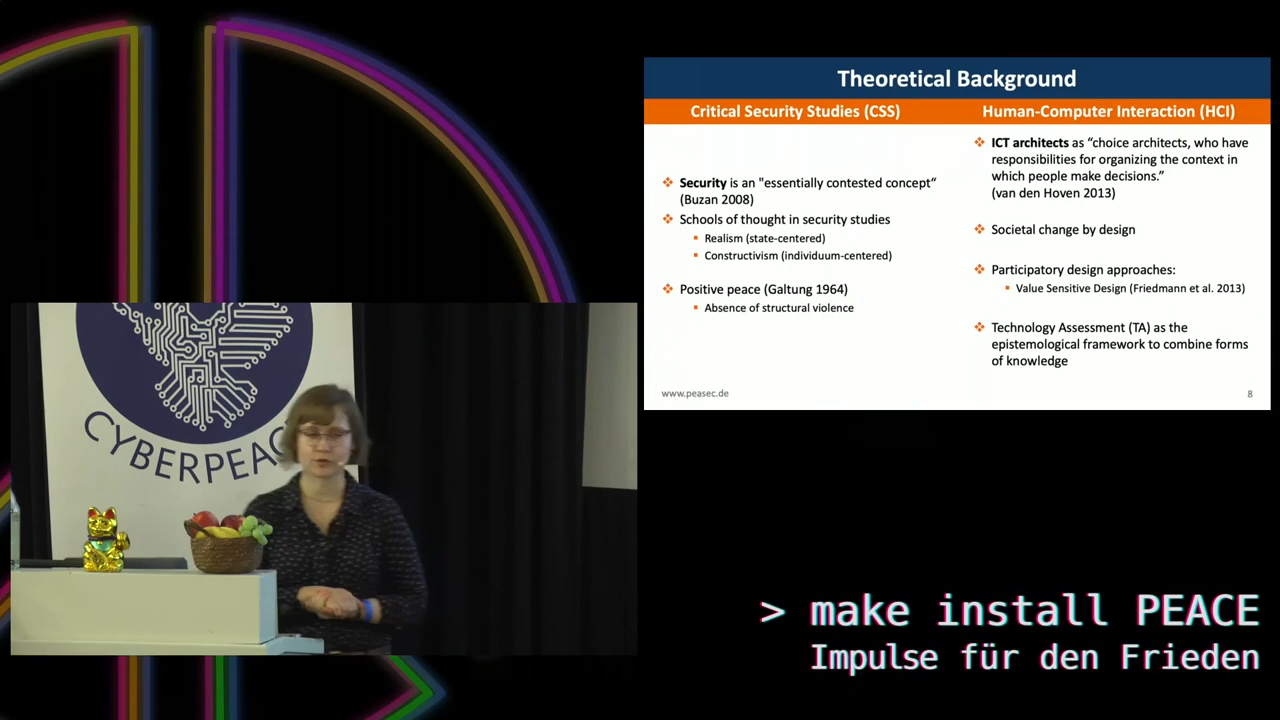 Theoretical Background
Critical Security Studies (CSS)
Human-Computer Interaction (HCI)
Security is an "essentially contested concept“
(Buzan 2008)
Schools of thought in security studies
Realism (state-centered)
Constructivism (individuum-centered)
Positive peace (Galtung 1964)
Absence of structural violence
ICT architects as “choice architects, who have
responsibilities for organizing the context in
which people make decisions.”
(van den Hoven 2013)
Societal change by design
Participatory design approaches:
Value Sensitive Design (Friedmann et al. 2013)
Technology Assessment (TA) as the
epistemological framework to combine forms
of knowledge
www.peasec.de
8
CYBERPEAC
> make install PEACE
Impulse für den Frieden